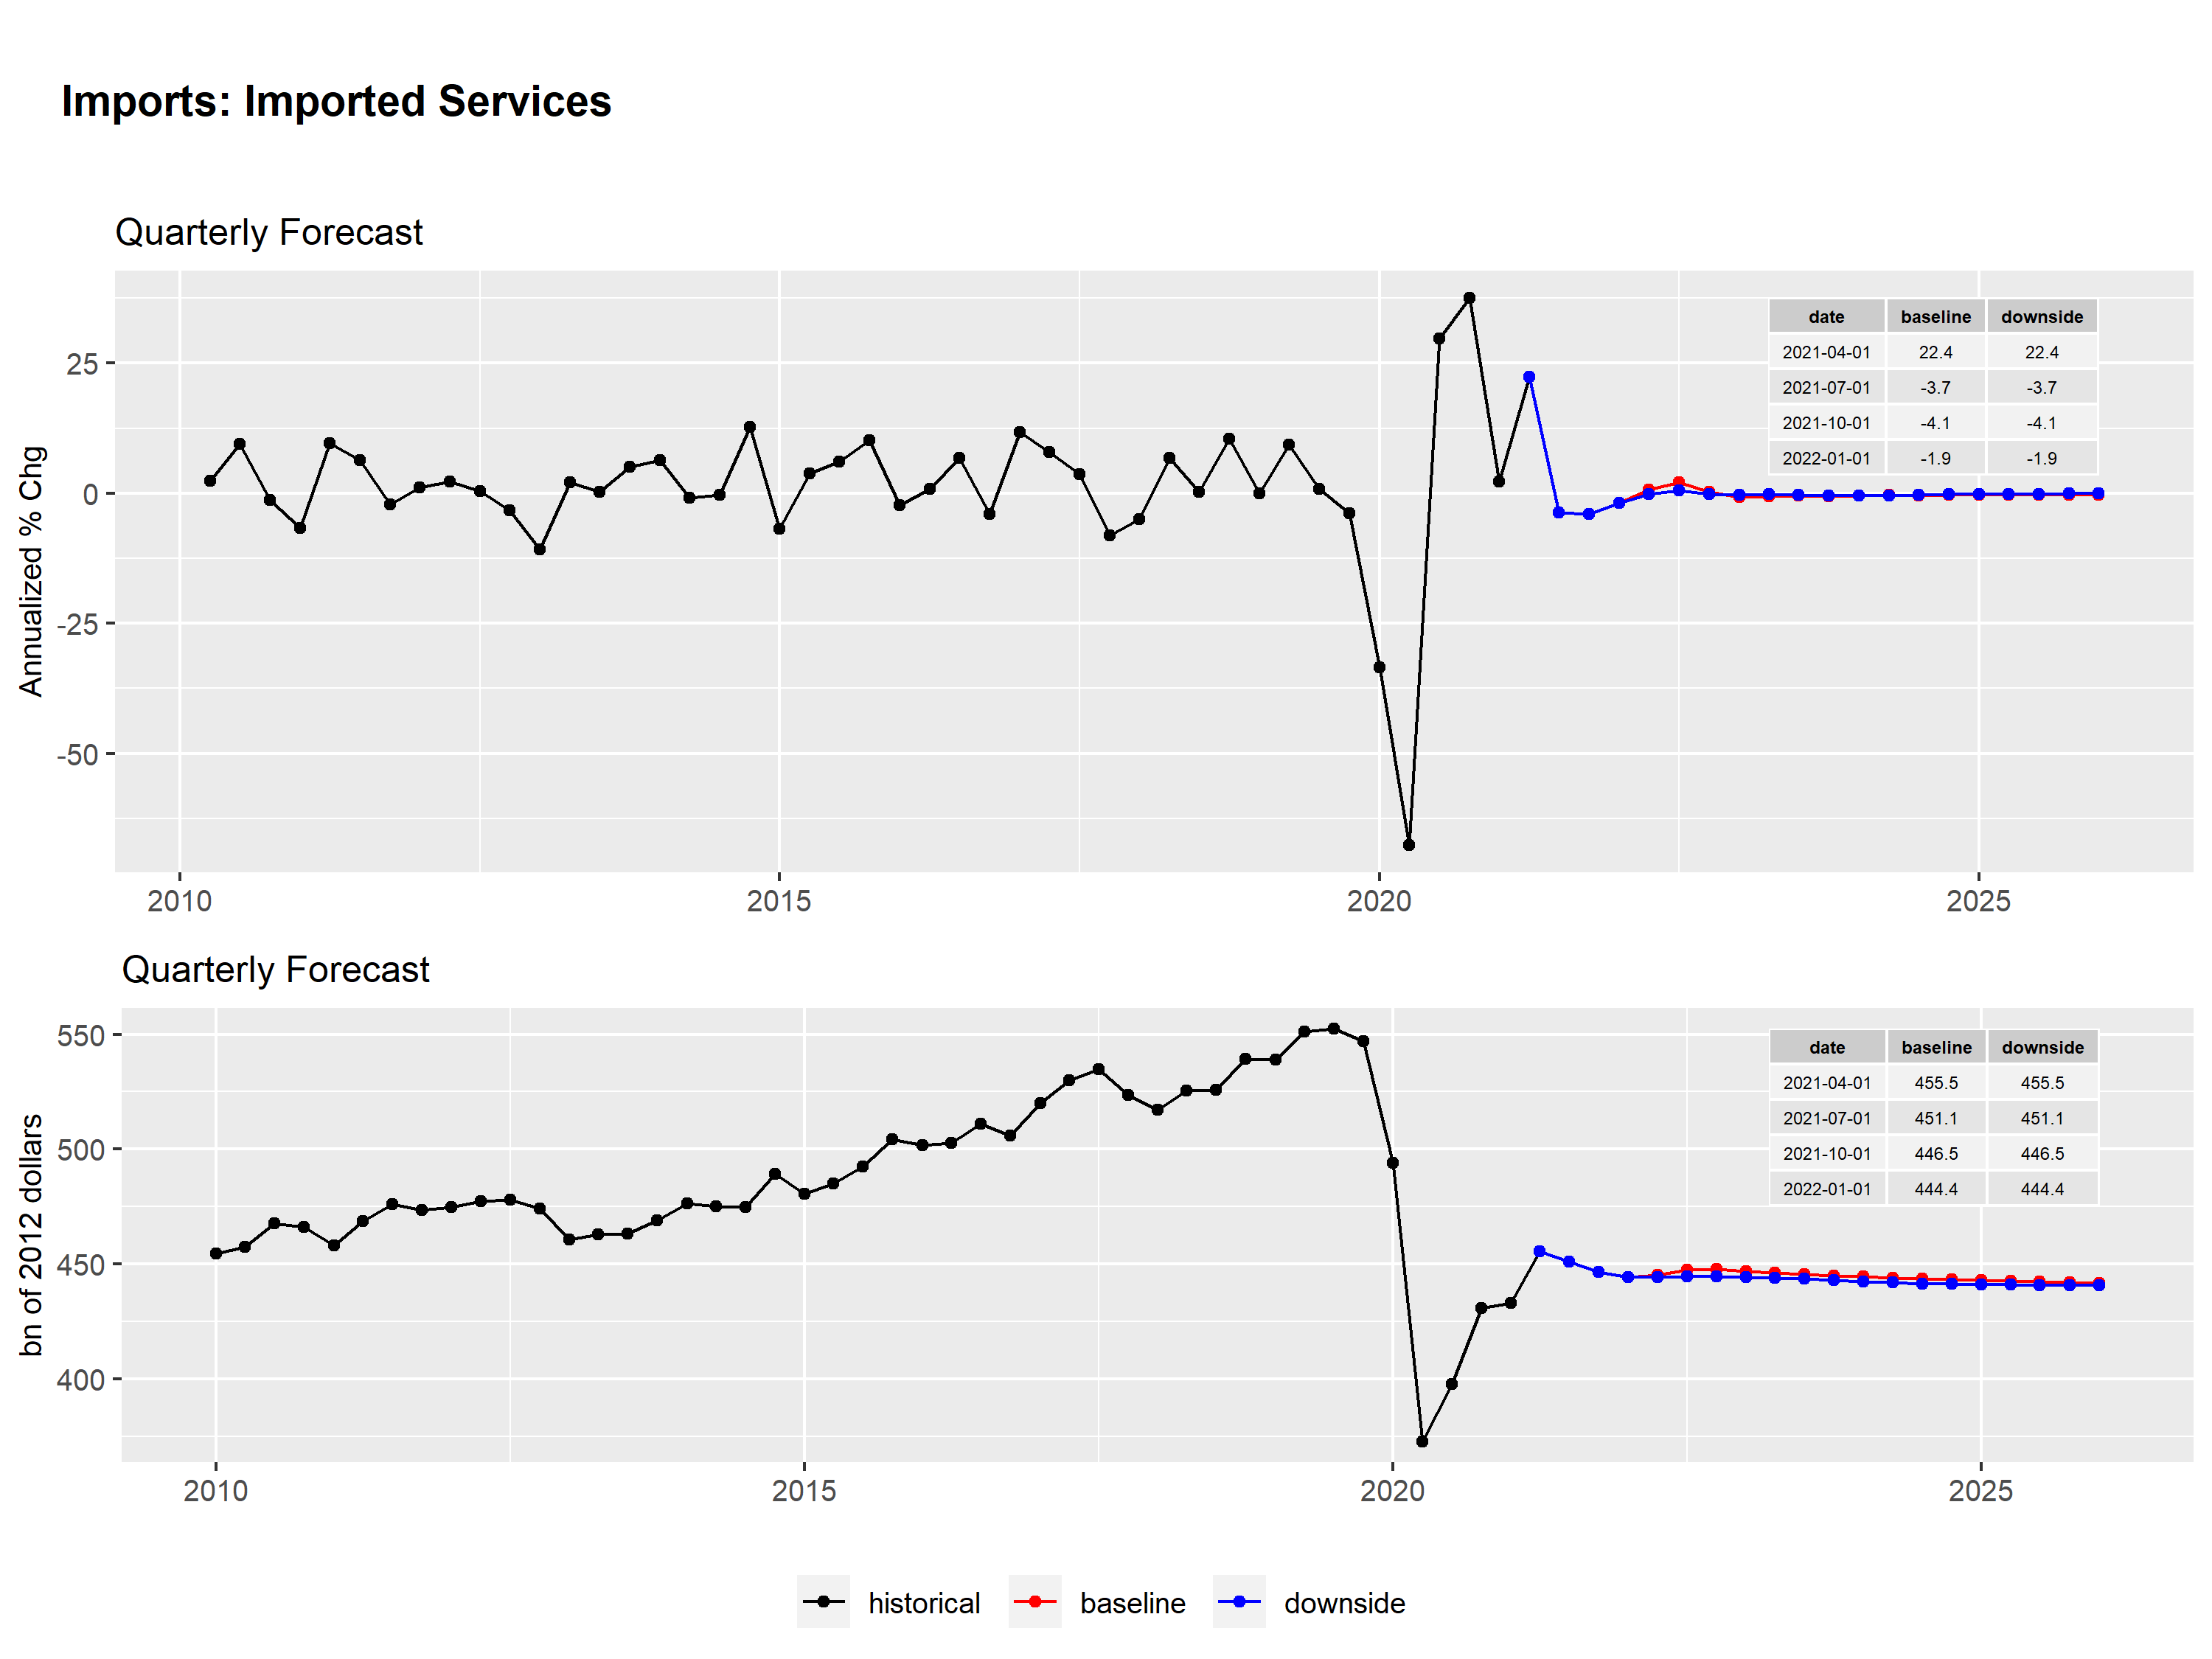 Imports: Imported Services
Quarterly Forecast
Annualized % Chg
25
0
-25
-50
2010 2015 2020 2025
date baseline downside
2021-04-01 22.4 22.4
2021-07-01 -3.7 -3.7
2021-10-01 -4.1 -4.1
2022-01-01 -1.9 -1.9
Quarterly Forecast
bn of 2012 dollars
550
500
450
400
2010 2015 2020 2025
date baseline downside
2021-04-01 455.5 455.5
2021-07-01 451.1 451.1
2021-10-01 446.5 446.5
2022-01-01 444.4 444.4
historical baseline downside